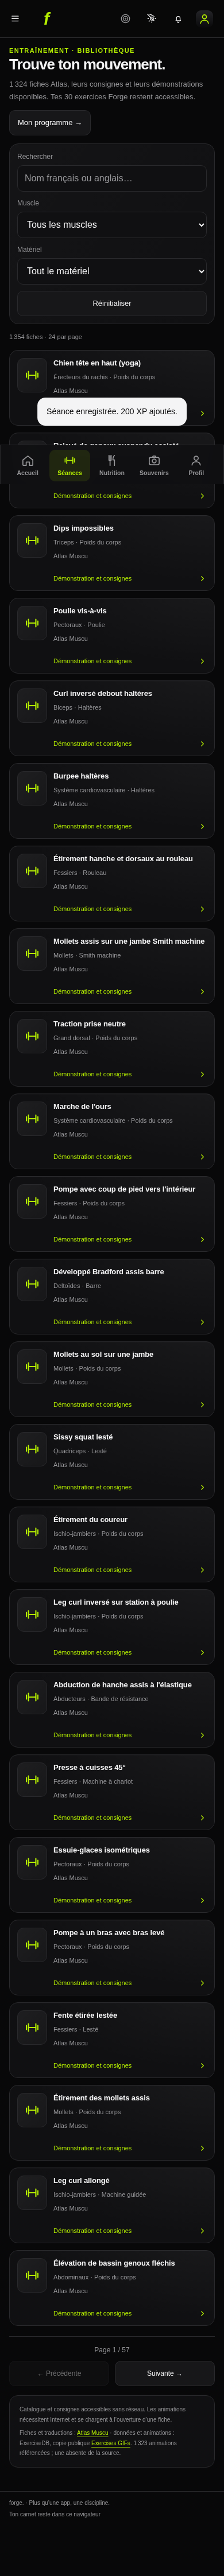 f
ENTRAÎNEMENT · BIBLIOTHÈQUE
Trouve ton mouvement.
1 324 fiches Atlas, leurs consignes et leurs démonstrations
disponibles. Tes 30 exercices Forge restent accessibles.
Mon programme →
Rechercher
Nom français ou anglais…
Muscle
Tous les muscles
Matériel
Tout le matériel
Réinitialiser
1 354 fiches · 24 par page
Chien tête en haut (yoga)
Érecteurs du rachis · Poids du corps
Atlas Muscu
Séance enregistrée. 200 XP ajoutés.
Accueil
Séances
Nutrition
Souvenirs
Profil
Démonstration et consignes
Dips impossibles
Triceps · Poids du corps
Atlas Muscu
Démonstration et consignes
Poulie vis-à-vis
Pectoraux · Poulie
Atlas Muscu
Démonstration et consignes
Curl inversé debout haltères
Biceps · Haltères
Atlas Muscu
Démonstration et consignes
Burpee haltères
Système cardiovasculaire · Haltères
Atlas Muscu
Démonstration et consignes
Étirement hanche et dorsaux au rouleau
Fessiers · Rouleau
Atlas Muscu
Démonstration et consignes
Mollets assis sur une jambe Smith machine
Mollets · Smith machine
Atlas Muscu
Démonstration et consignes
Traction prise neutre
Grand dorsal · Poids du corps
Atlas Muscu
Démonstration et consignes
Marche de l'ours
Système cardiovasculaire · Poids du corps
Atlas Muscu
Démonstration et consignes
Pompe avec coup de pied vers l'intérieur
Fessiers · Poids du corps
Atlas Muscu
Démonstration et consignes
Développé Bradford assis barre
Deltoïdes · Barre
Atlas Muscu
Démonstration et consignes
Mollets au sol sur une jambe
Mollets · Poids du corps
Atlas Muscu
Démonstration et consignes
Sissy squat lesté
Quadriceps · Lesté
Atlas Muscu
Démonstration et consignes
Étirement du coureur
Ischio-jambiers · Poids du corps
Atlas Muscu
Démonstration et consignes
Leg curl inversé sur station à poulie
Ischio-jambiers · Poids du corps
Atlas Muscu
Démonstration et consignes
Abduction de hanche assis à l'élastique
Abducteurs · Bande de résistance
Atlas Muscu
Démonstration et consignes
Presse à cuisses 45°
Fessiers · Machine à chariot
Atlas Muscu
Démonstration et consignes
Essuie-glaces isométriques
Pectoraux · Poids du corps
Atlas Muscu
Démonstration et consignes
Pompe à un bras avec bras levé
Pectoraux · Poids du corps
Atlas Muscu
Démonstration et consignes
Fente étirée lestée
Fessiers · Lesté
Atlas Muscu
Démonstration et consignes
Étirement des mollets assis
Mollets · Poids du corps
Atlas Muscu
Démonstration et consignes
Leg curl allongé
Ischio-jambiers · Machine guidée
Atlas Muscu
Démonstration et consignes
Élévation de bassin genoux fléchis
Abdominaux · Poids du corps
Atlas Muscu
Démonstration et consignes
Page 1 / 57
← Précédente
Suivante →
Catalogue et consignes accessibles sans réseau. Les animations
nécessitent Internet et se chargent à l'ouverture d'une fiche.
Fiches et traductions : Atlas Muscu · données et animations :
ExerciseDB, copie publique Exercises GIFs. 1 323 animations
référencées ; une absente de la source.
forge. · Plus qu'une app, une discipline.
Ton carnet reste dans ce navigateur